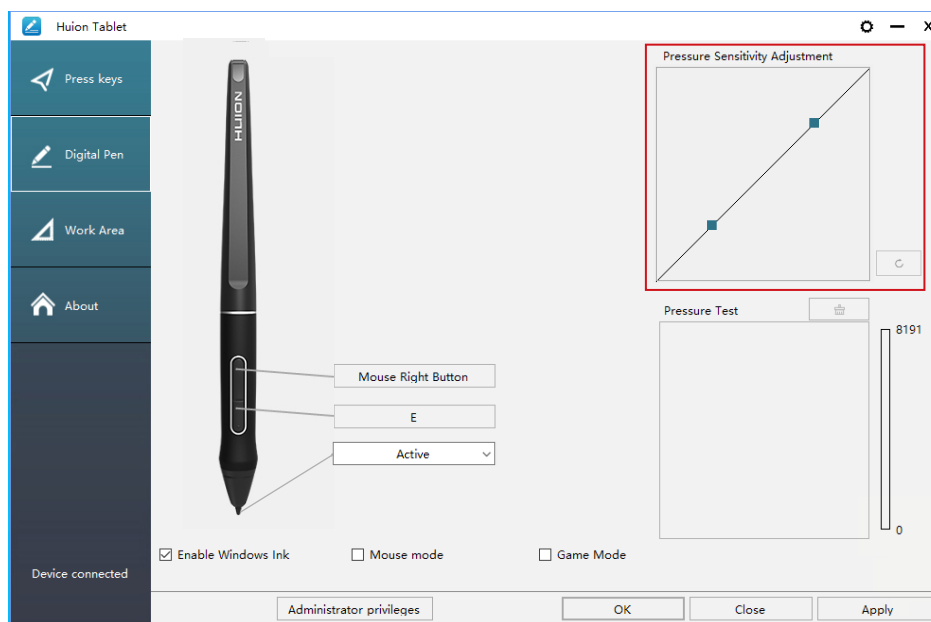 Huion Tablet
Press keys
Digital Pen
Work Area
About
Device connected
HUION
Mouse Right Button
E
Active
Enable Windows Ink
Mouse mode
Game Mode
Pressure Sensitivity Adjustment
Pressure Test
8191
0
Administrator privileges
OK
Close
Apply